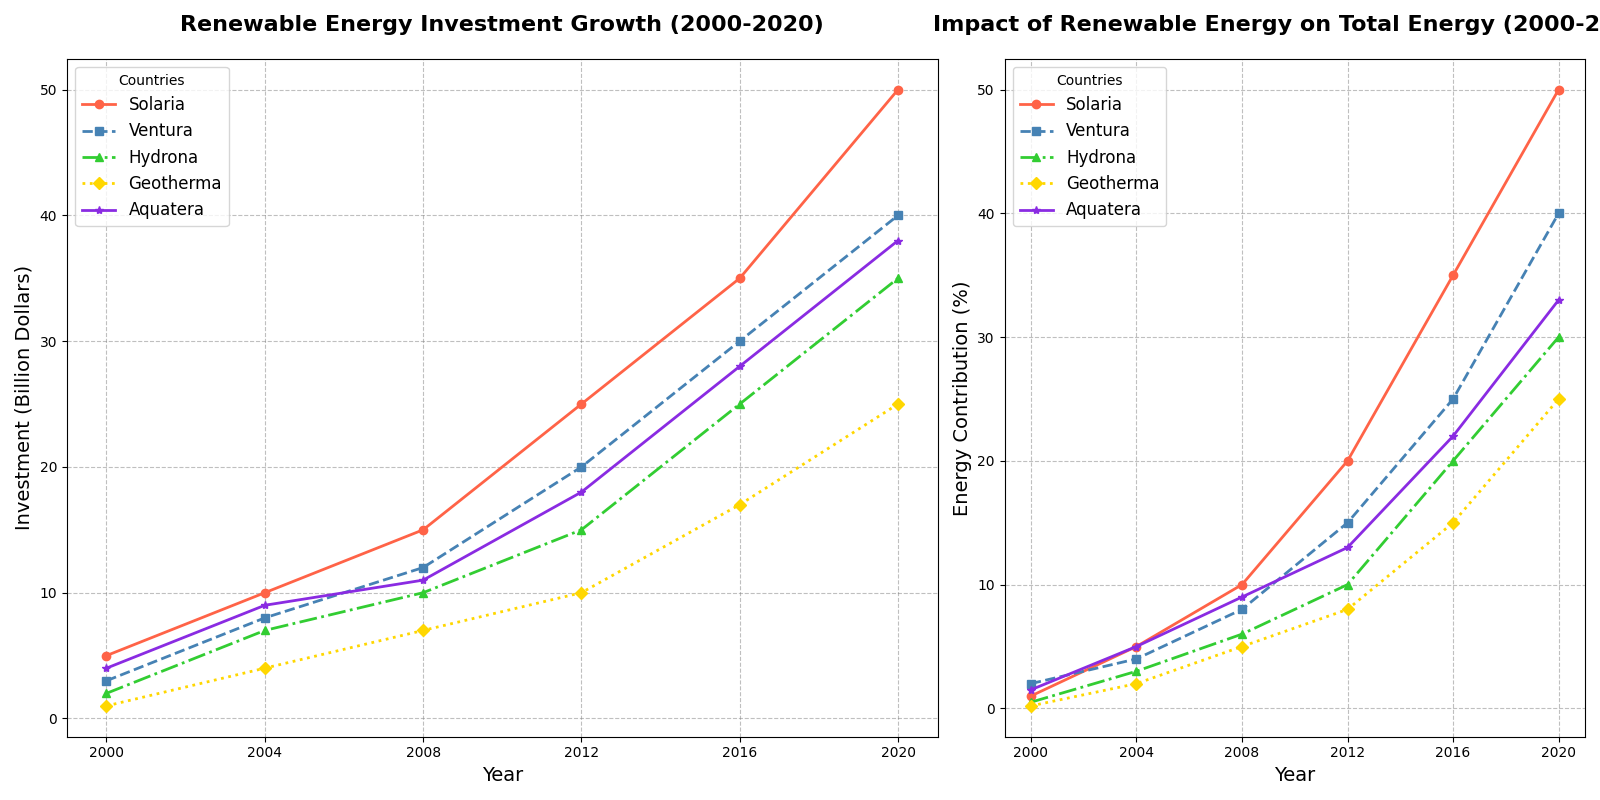 Renewable Energy Investment Growth (2000-2020)
Investment (Billion Dollars)
50
40
30
20
10
0
Countries
Solaria
Ventura
Hydrona
Geotherma
Aquatera
2000 2004 2008 2012 2016 2020
Year
Impact of Renewable Energy on Total Energy (2000-2
Energy Contribution (%)
50
40
30
20
10
0
Countries
Solaria
Ventura
Hydrona
Geotherma
Aquatera
2000 2004 2008 2012 2016 2020
Year